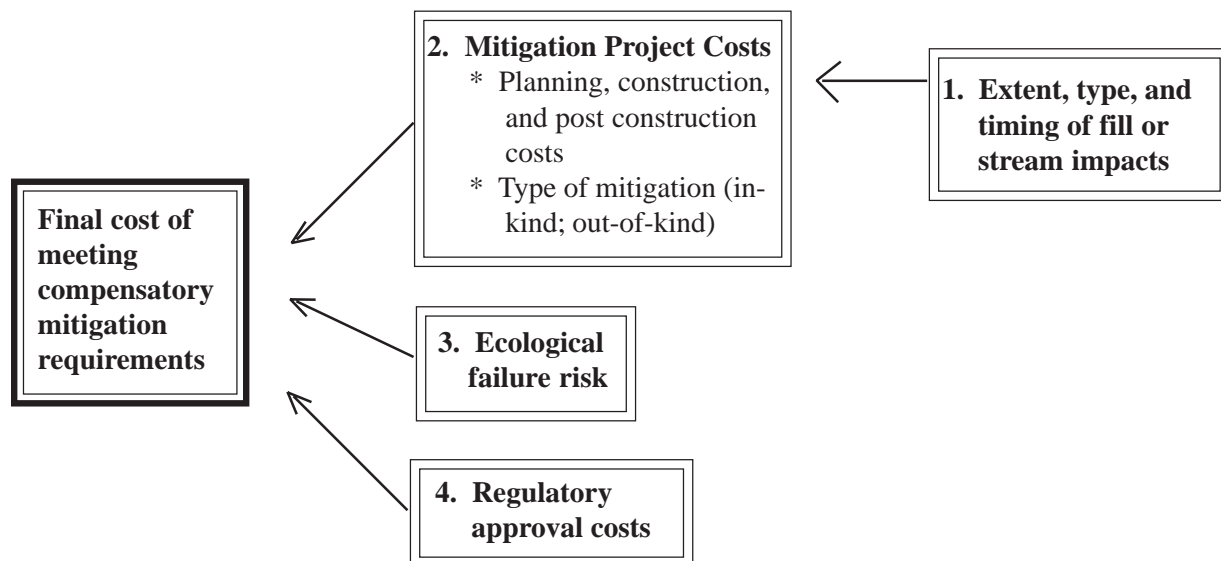 2. Mitigation Project Costs
* Planning, construction,
and post construction
costs
* Type of mitigation (in-
kind; out-of-kind)
1. Extent, type, and
timing of fill or
stream impacts
Final cost of
meeting
compensatory
mitigation
requirements
3. Ecological
failure risk
4. Regulatory
approval costs